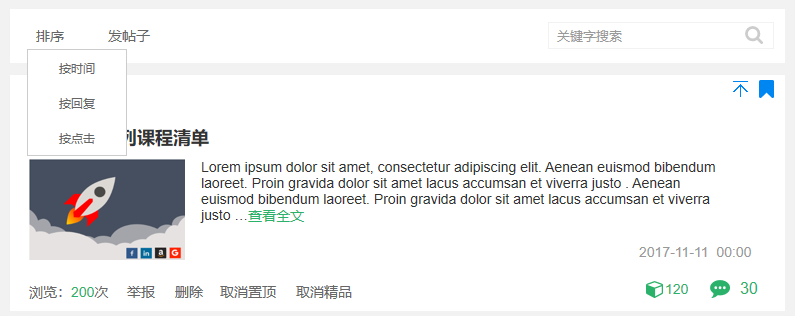 排序 发帖子 关键字搜索
按时间
按回复
按点击
列课程清单
Lorem ipsum dolor sit amet, consectetur adipiscing elit. Aenean euismod bibendum
laoreet. Proin gravida dolor sit amet lacus accumsan et viverra justo . Aenean
euismod bibendum laoreet. Proin gravida dolor sit amet lacus accumsan et viverra
justo ...查看全文
2017-11-11 00:00
浏览：200次 举报 删除 取消置顶 取消精品 120 30